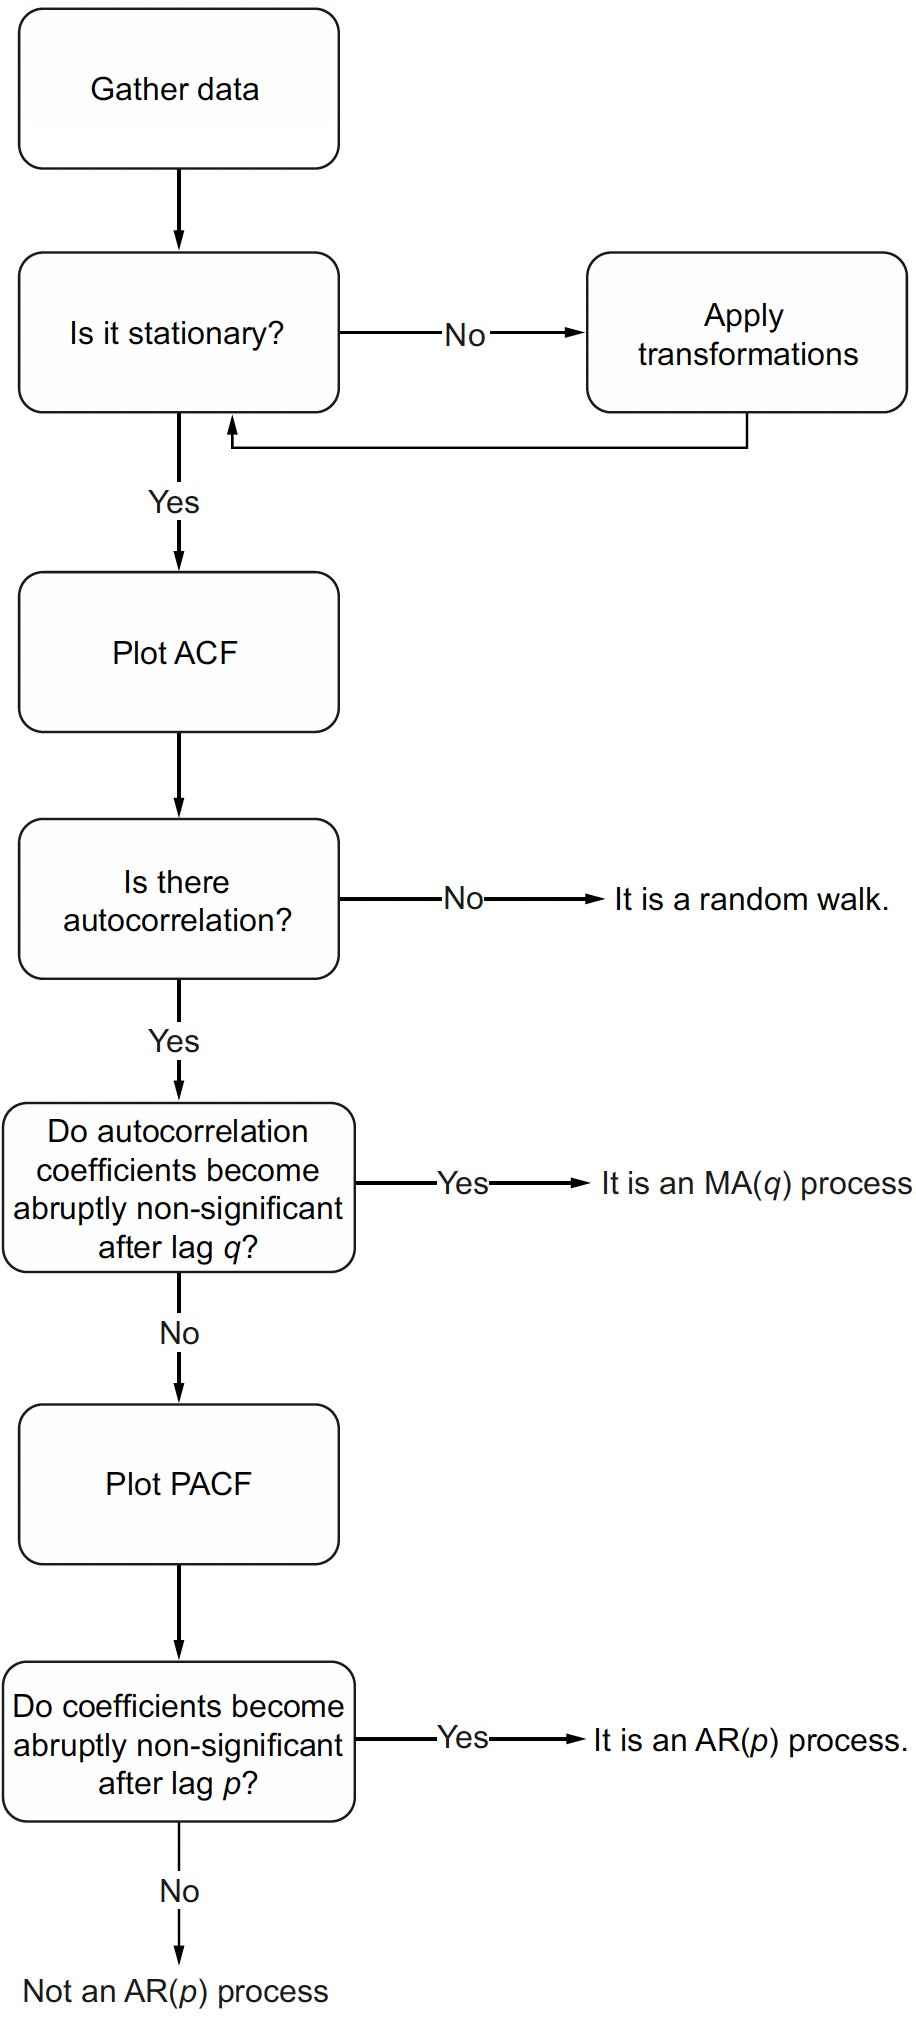 Gather data
Is it stationary?
No
Apply
transformations
Yes
Plot ACF
Is there
autocorrelation?
No
It is a random walk.
Yes
Do autocorrelation
coefficients become
abruptly non-significant
after lag q?
Yes
It is an MA(q) process
No
Plot PACF
Do coefficients become
abruptly non-significant
after lag p?
Yes
It is an AR(p) process.
No
Not an AR(p) process